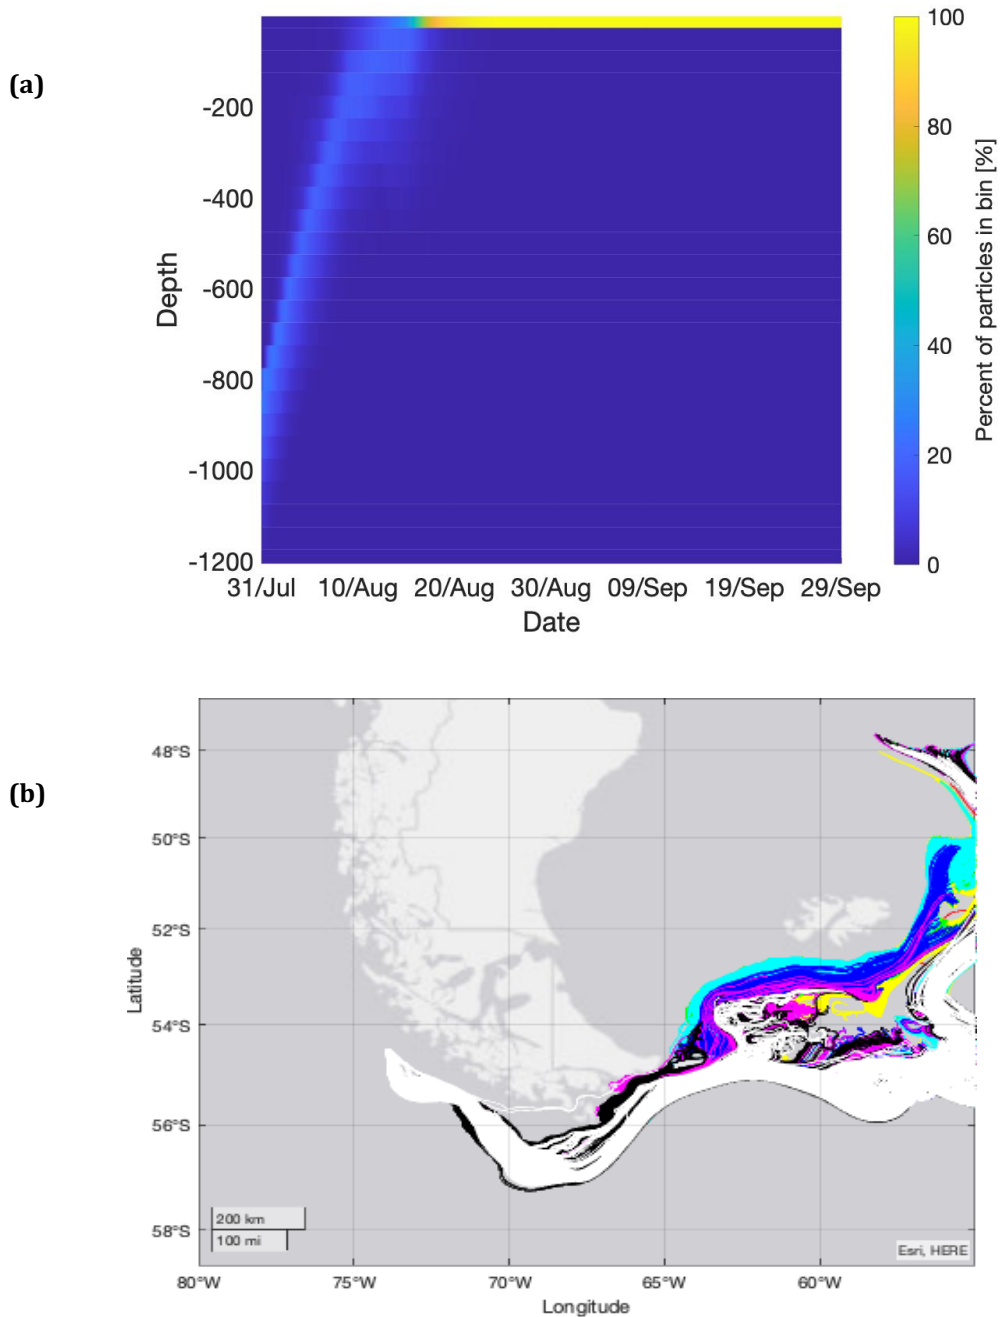 (a)
Depth
-200
-400
-600
-800
-1000
-1200
31/Jul 10/Aug 20/Aug 30/Aug 09/Sep 19/Sep 29/Sep
Date
100
80
60
40
20
0
Percent of particles in bin [%]
(b)
Latitude
48°S
50°S
52°S
54°S
56°S
58°S
200 km
100 mi
Esri, HERE
80°W 75°W 70°W 65°W 60°W
Longitude